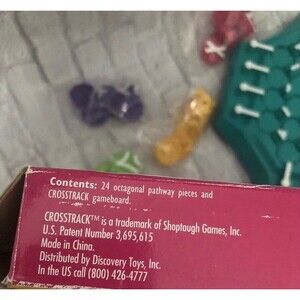 Contents: 24 octagonal pathway pieces and
CROSSTRACK gameboard.
CROSSTRACK™ is a trademark of Shoptaugh Games, Inc.
U.S. Patent Number 3,695,615
Made in China.
Distributed by Discovery Toys, Inc.
In the US call (800) 426-4777